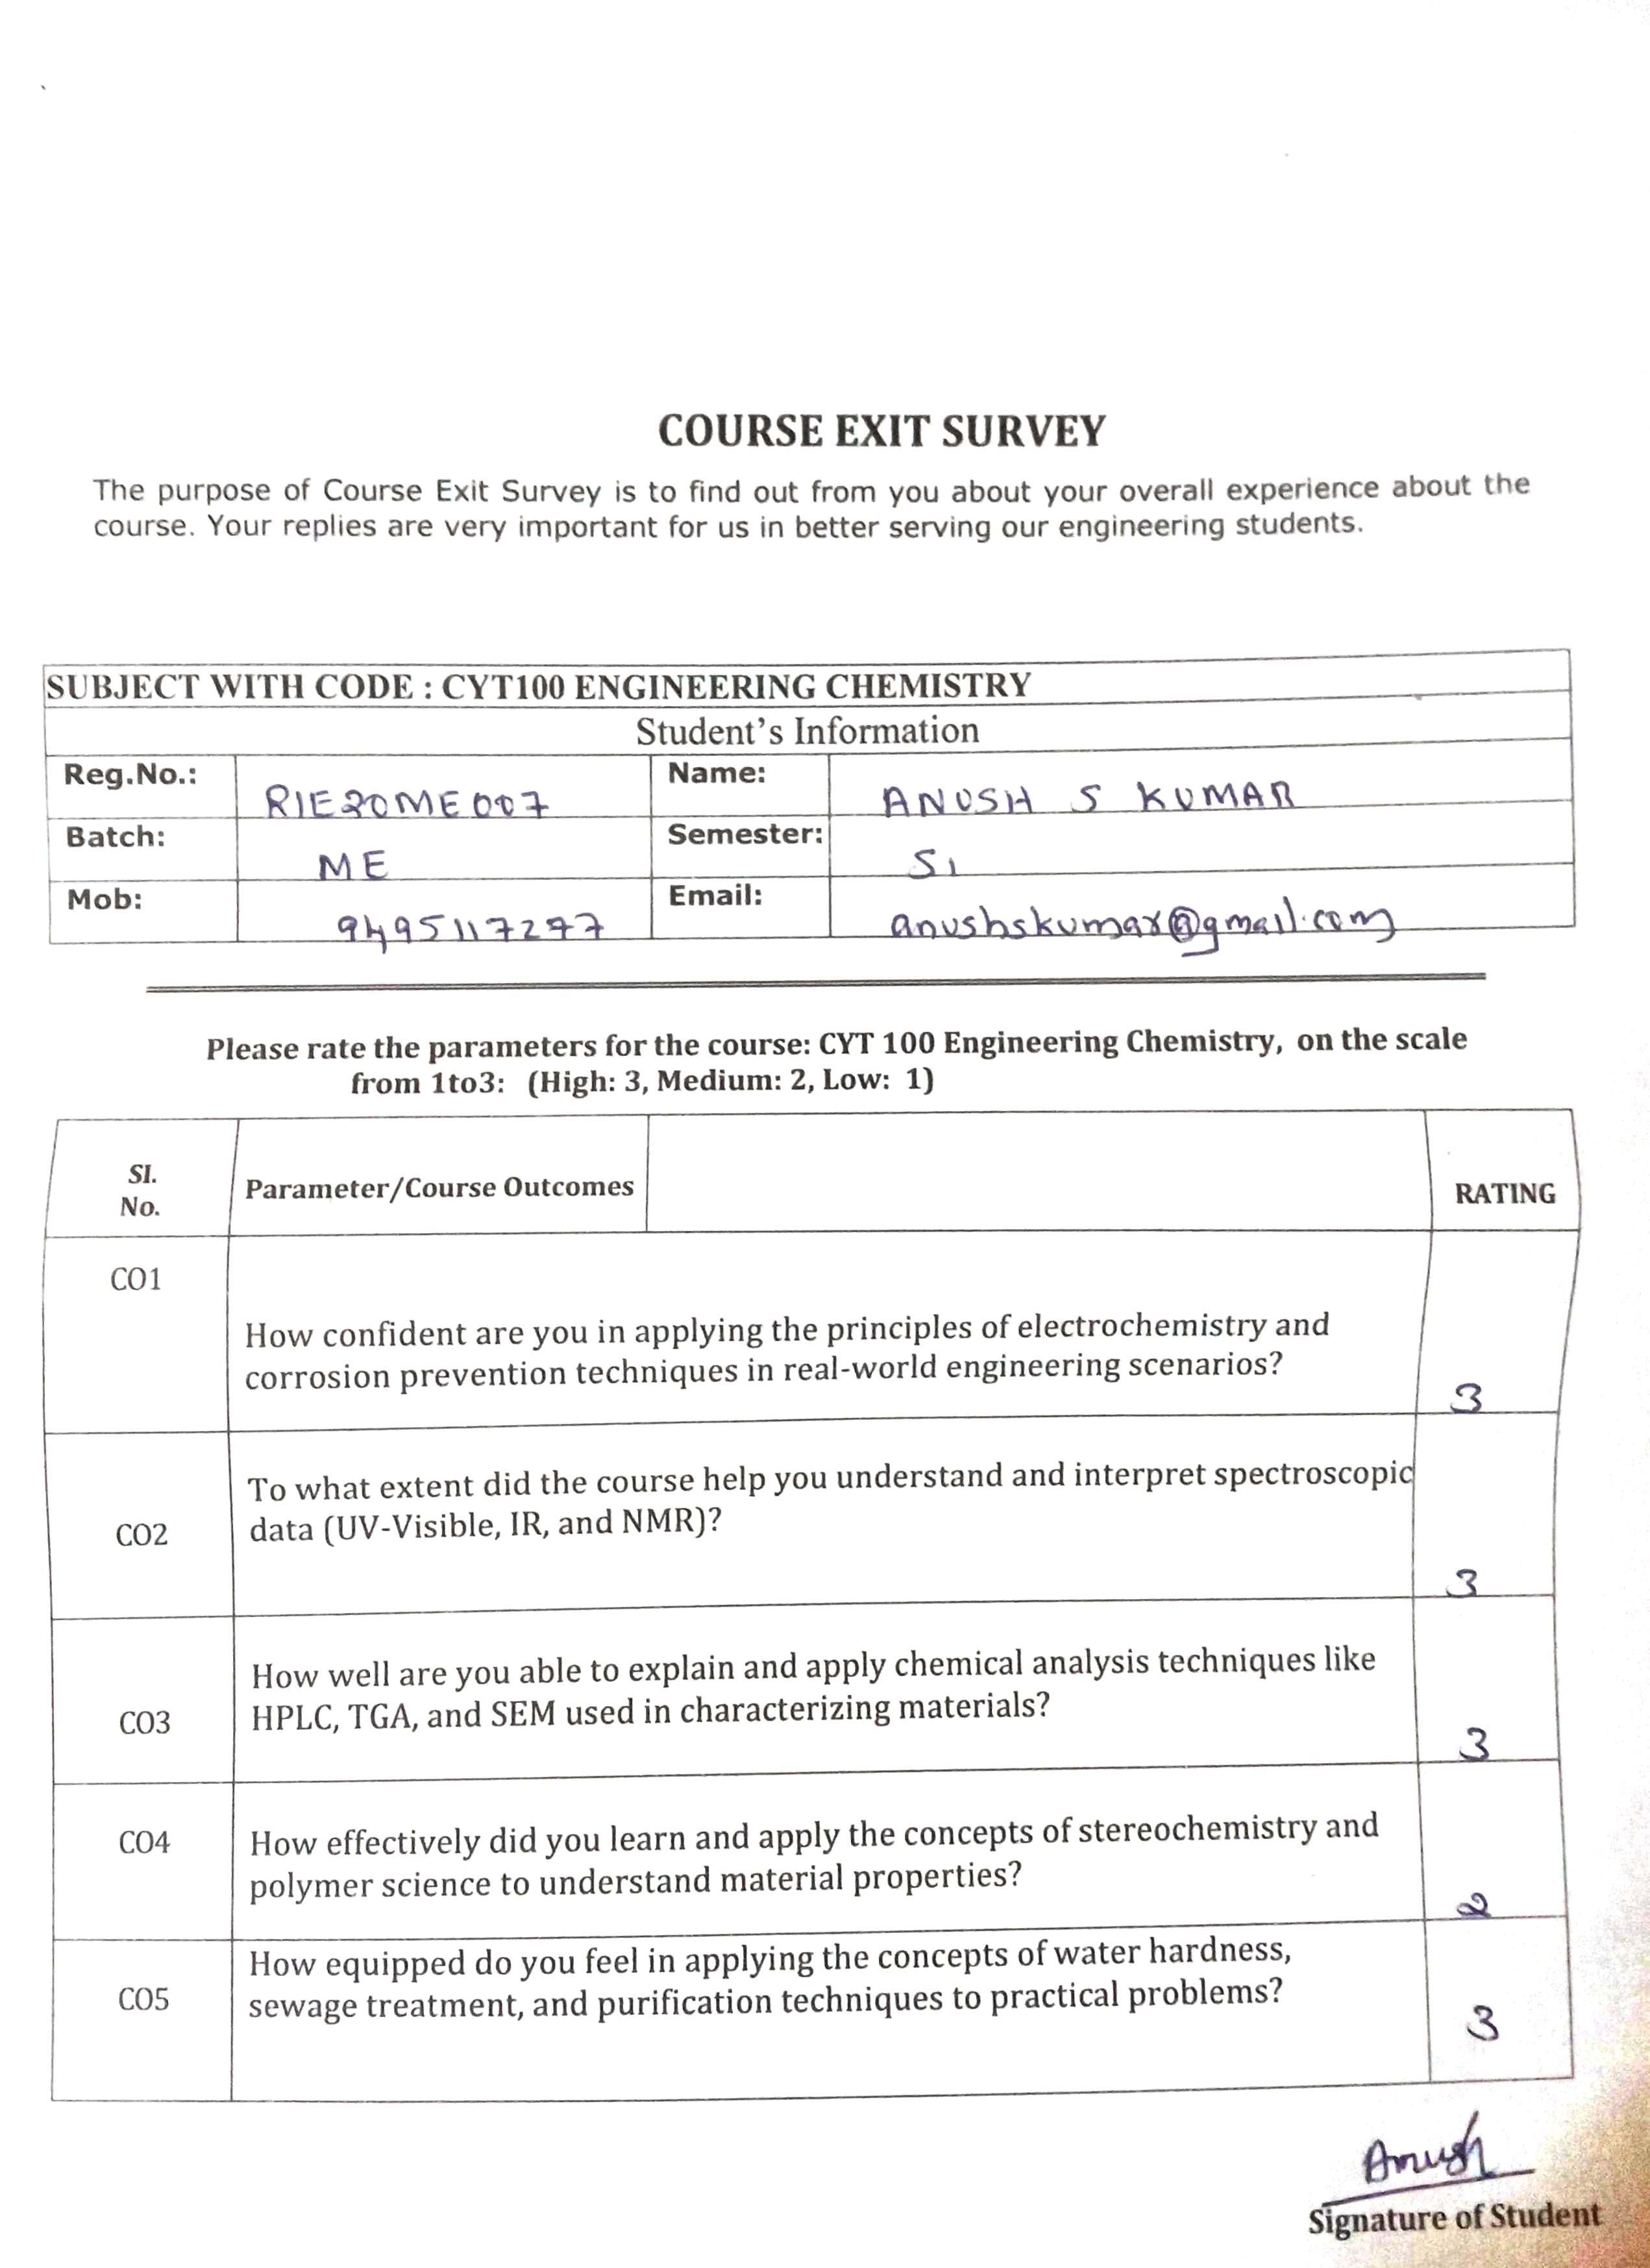 COURSE EXIT SURVEY
The purpose of Course Exit Survey is to find out from you about your overall experience about the
course. Your replies are very important for us in better serving our engineering students.
SUBJECT WITH CODE : CYT100 ENGINEERING CHEMISTRY
Student's Information
Reg.No.: RIE20ME007 Name: ANUSH S KUMAR
Batch: ME Semester: S1
Mob: 9495117277 Email: anushskumar@gmail.com
Please rate the parameters for the course: CYT 100 Engineering Chemistry, on the scale
from 1to3: (High: 3, Medium: 2, Low: 1)
Sl.
No.
Parameter/Course Outcomes
RATING
CO1
How confident are you in applying the principles of electrochemistry and
corrosion prevention techniques in real-world engineering scenarios?
3
CO2
To what extent did the course help you understand and interpret spectroscopic
data (UV-Visible, IR, and NMR)?
3
CO3
How well are you able to explain and apply chemical analysis techniques like
HPLC, TGA, and SEM used in characterizing materials?
3
CO4
How effectively did you learn and apply the concepts of stereochemistry and
polymer science to understand material properties?
2
CO5
How equipped do you feel in applying the concepts of water hardness,
sewage treatment, and purification techniques to practical problems?
3
Anush
Signature of Student